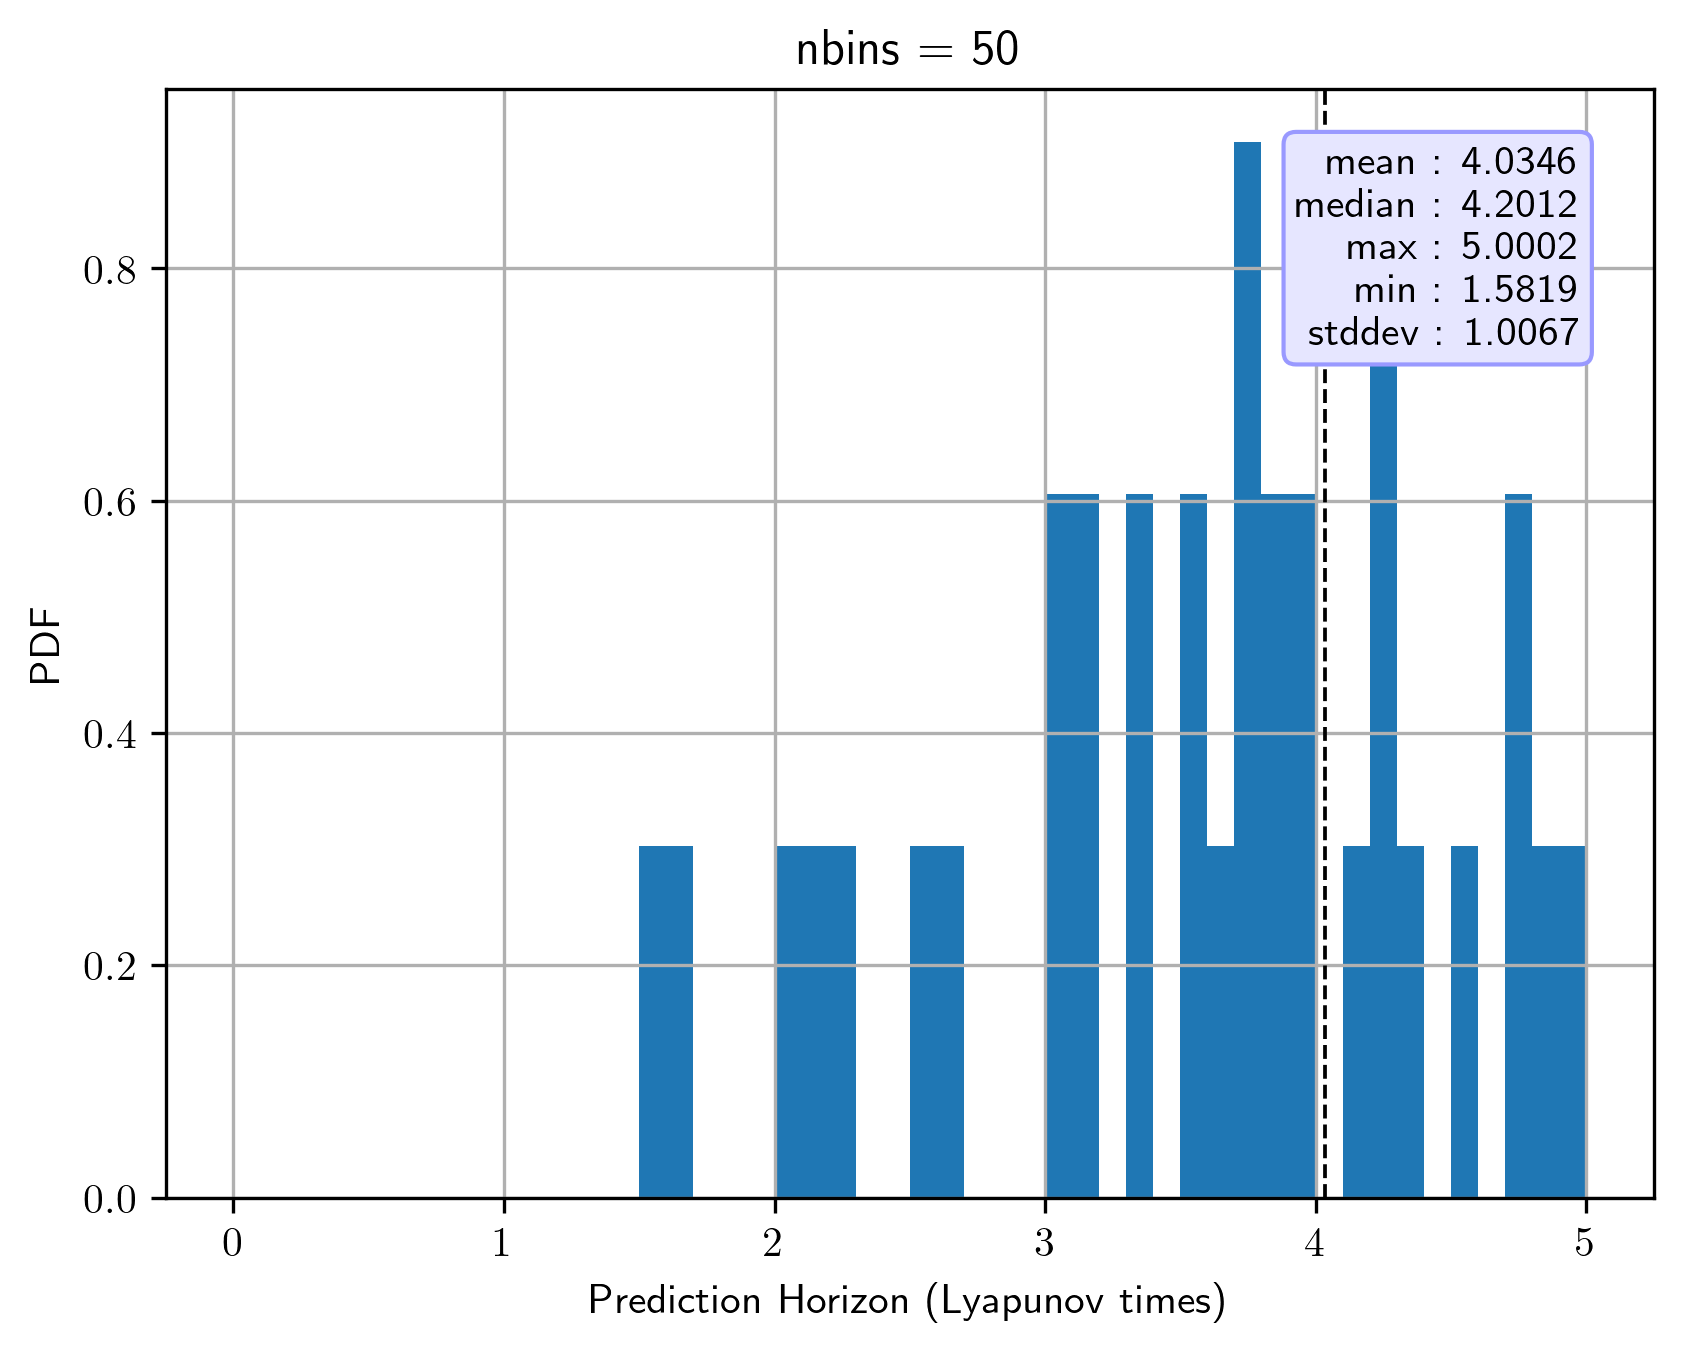 nbins = 50
mean : 4.0346
median : 4.2012
max : 5.0002
min : 1.5819
stddev : 1.0067
PDF
0.8
0.6
0.4
0.2
0.0
0 1 2 3 4 5
Prediction Horizon (Lyapunov times)